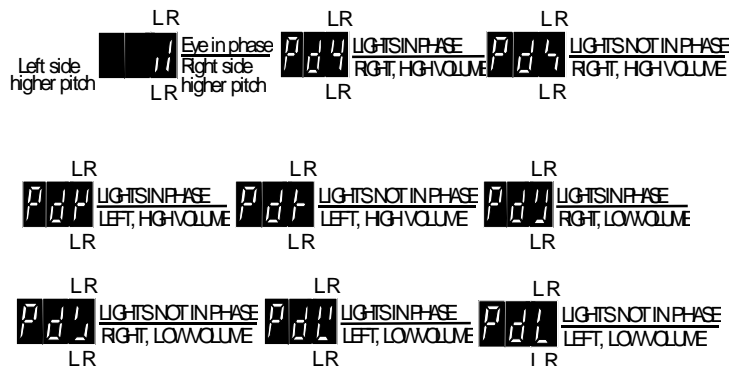 LR
Left side
higher pitch
Eye in phase
Right side
higher pitch
LR
LR
Pd4
LIGHTS IN PHASE
RIGHT, HIGH VOLUME
LR
LIGHTS NOT IN PHASE
RIGHT, HIGH VOLUME
LR
LIGHTS IN PHASE
LEFT, HIGH VOLUME
LR
LR
LIGHTS NOT IN PHASE
LEFT, HIGH VOLUME
LR
LR
LIGHTS IN PHASE
RIGHT, LOW VOLUME
LR
LR
LIGHTS NOT IN PHASE
RIGHT, LOW VOLUME
LR
LR
LIGHTS IN PHASE
LEFT, LOW VOLUME
LR
LR
LIGHTS NOT IN PHASE
LEFT, LOW VOLUME
LR